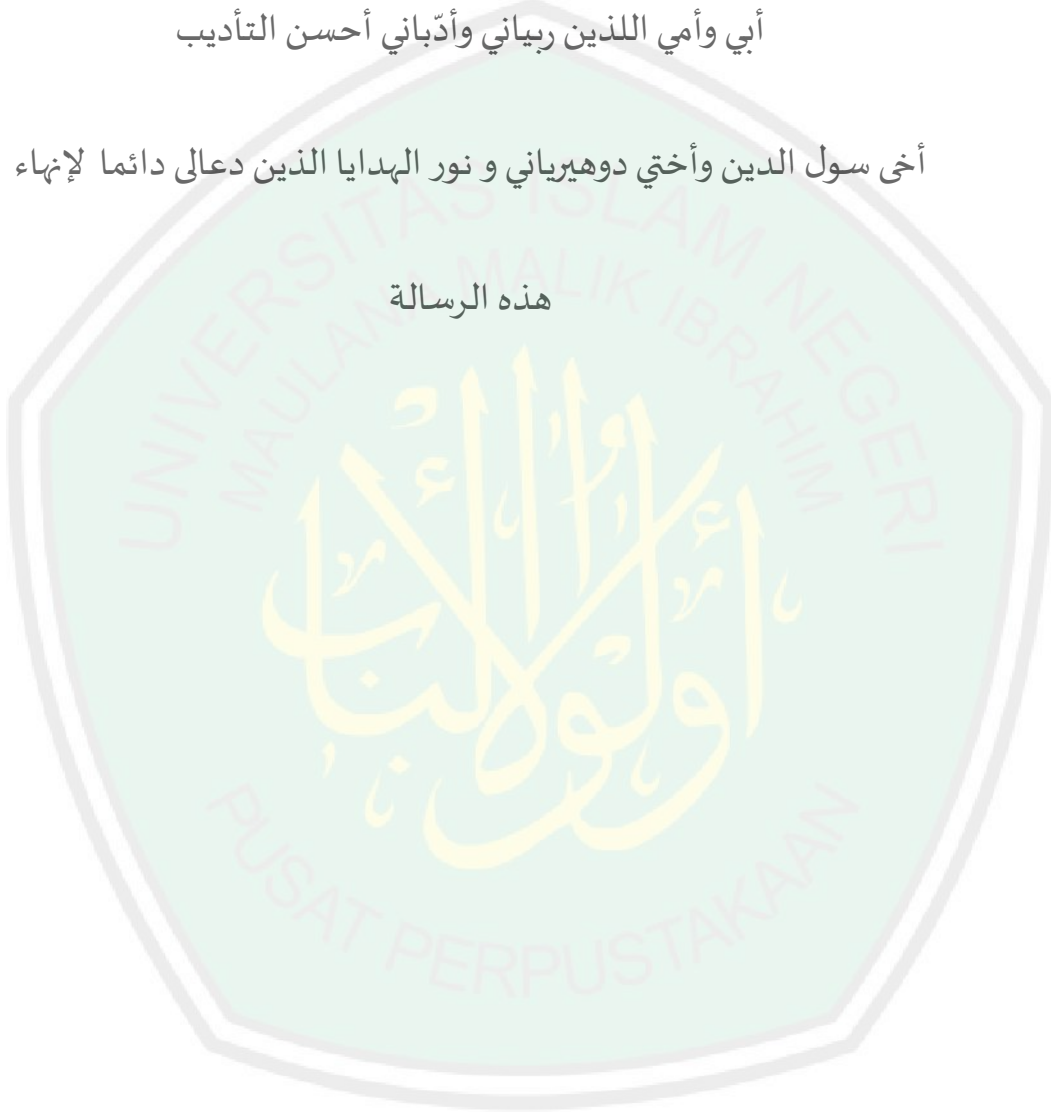 أبي وأمي اللذين ربياني وأدّباني أحسن التأديب
أخى سول الدين وأختي دوهيرياني و نور الهدايا الذين دعالى دائما لإنهاء
هذه الرسالة
UNIVERSITAS ISLAM NEGERI
MAULANA MALIK IBRAHIM
أولو الألباب
PUSAT PERPUSTAKAAN